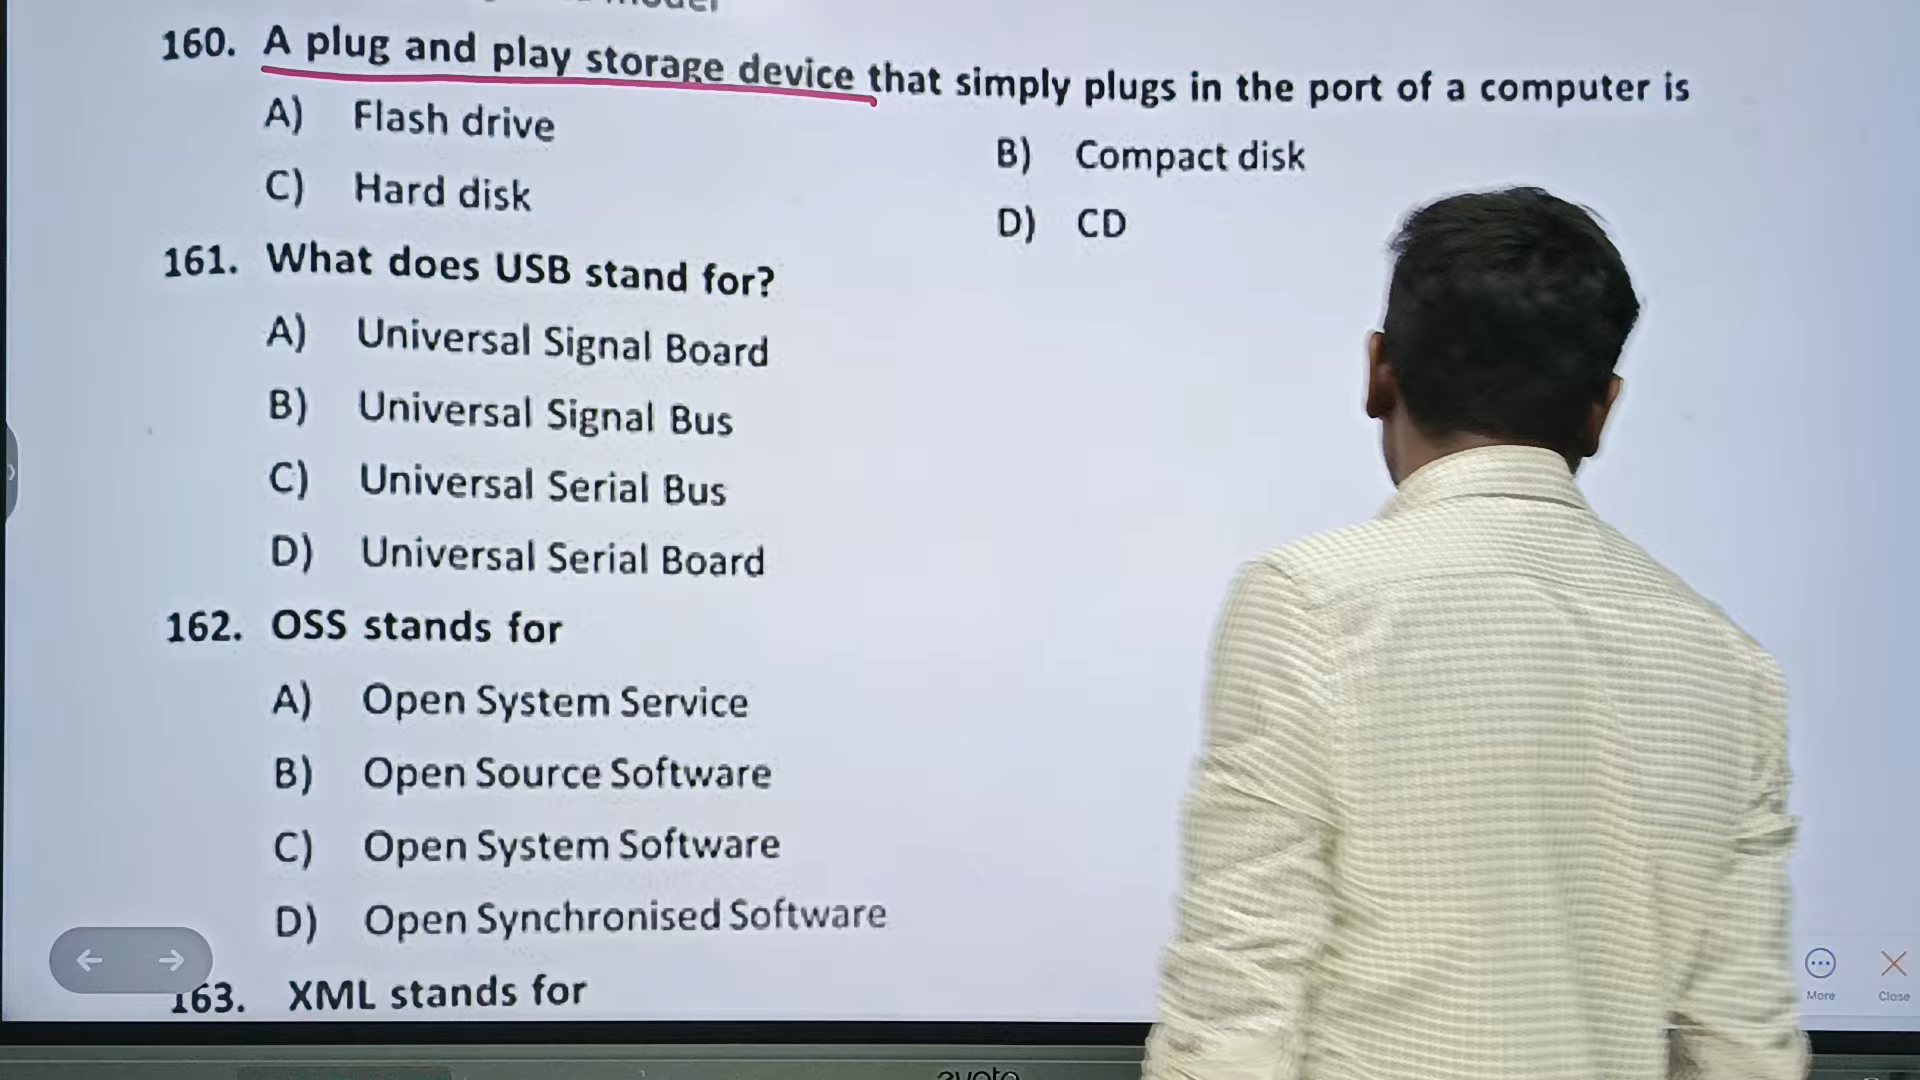 160. A plug and play storage device that simply plugs in the port of a computer is
A) Flash drive
B) Compact disk
C) Hard disk
D) CD
161. What does USB stand for?
A) Universal Signal Board
B) Universal Signal Bus
C) Universal Serial Bus
D) Universal Serial Board
162. OSS stands for
A) Open System Service
B) Open Source Software
C) Open System Software
D) Open Synchronised Software
163. XML stands for
More
Close